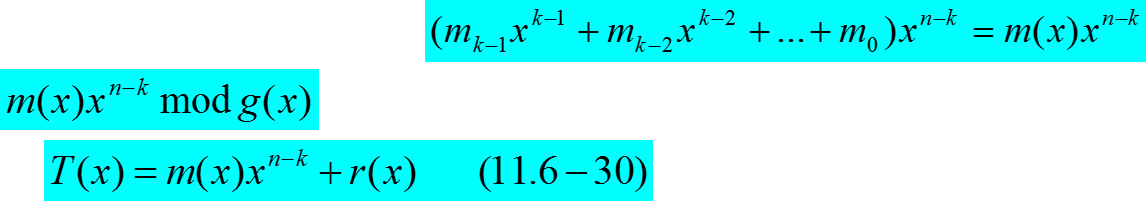 (m_{k-1}x^{k-1} + m_{k-2}x^{k-2} + ... + m_0)x^{n-k} = m(x)x^{n-k}
m(x)x^{n-k} mod g(x)
T(x) = m(x)x^{n-k} + r(x) (11.6-30)